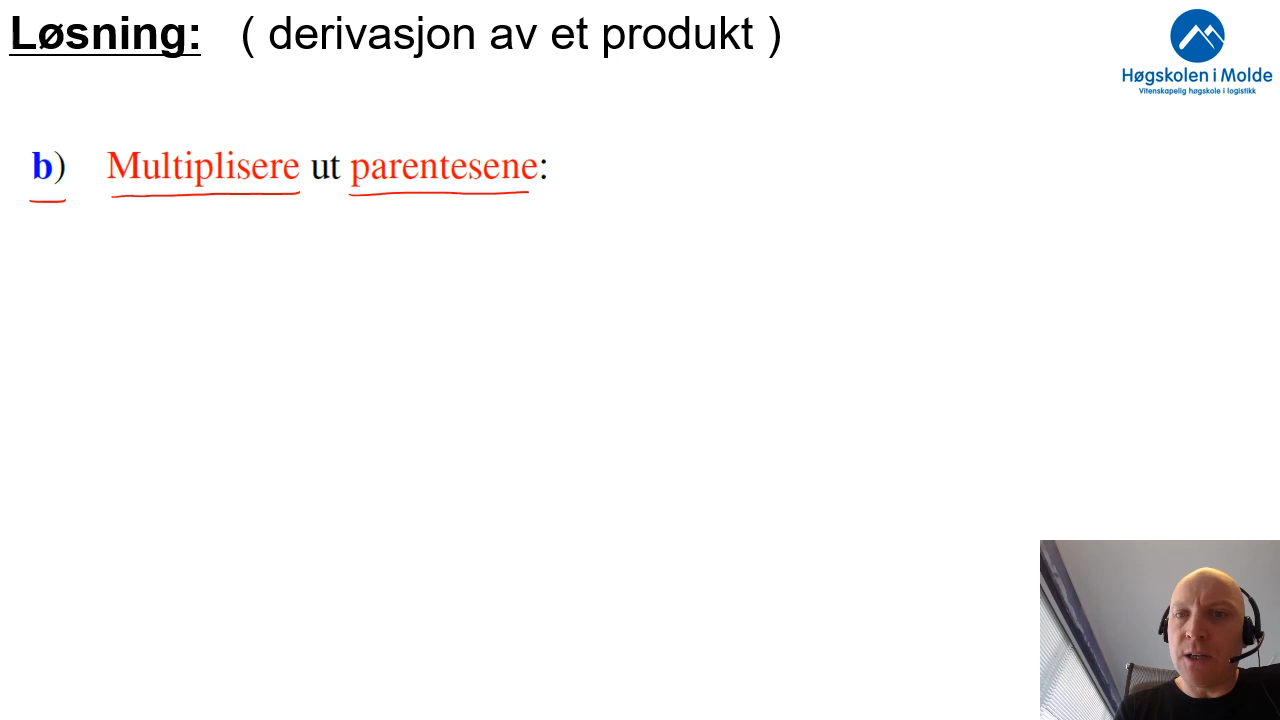 Løsning: ( derivasjon av et produkt )
Høgskolen i Molde
Vitenskapelig høgskole i logistikk
b) Multiplisere ut parentesene: